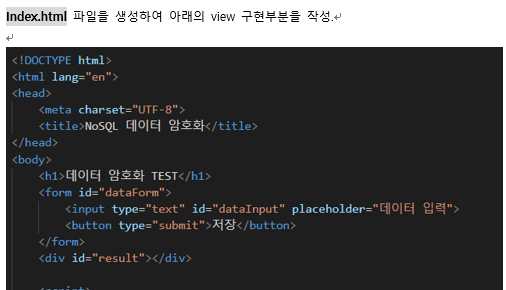 Index.html 파일을 생성하여 아래의 view 구현부분을 작성.↵
↵
<!DOCTYPE html>
<html lang="en">
<head>
    <meta charset="UTF-8">
    <title>NoSQL 데이터 암호화</title>
</head>
<body>
    <h1>데이터 암호화 TEST</h1>
    <form id="dataForm">
        <input type="text" id="dataInput" placeholder="데이터 입력">
        <button type="submit">저장</button>
    </form>
    <div id="result"></div>
    <script>